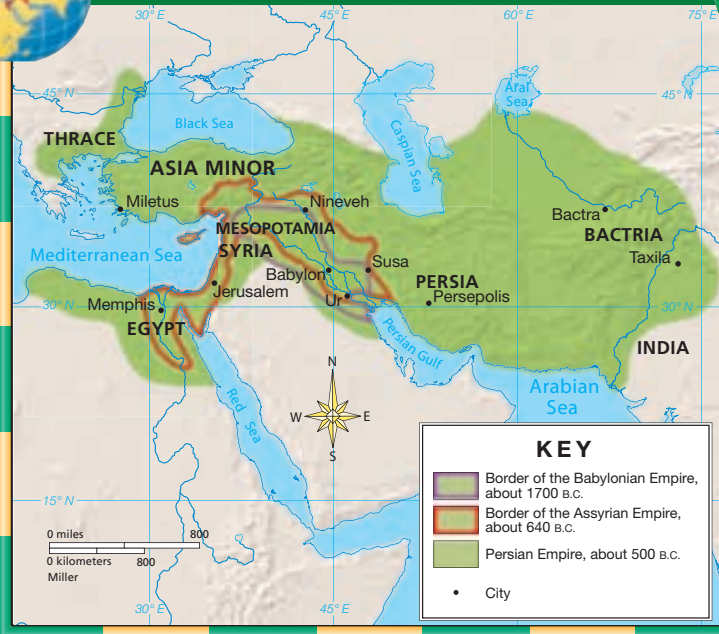 30° E
45° E
60° E
75° E
45° N
45° N
Aral
Sea
Black Sea
Caspian Sea
THRACE
ASIA MINOR
Miletus
Nineveh
Bactra
BACTRIA
MESOPOTAMIA
SYRIA
Mediterranean Sea
Taxila
Babylon
Susa
PERSIA
Jerusalem
Ur
Persepolis
30° N
30° N
Memphis
EGYPT
Persian Gulf
INDIA
Red Sea
Arabian
Sea
N
W
E
S
KEY
Border of the Babylonian Empire,
about 1700 B.C.
Border of the Assyrian Empire,
about 640 B.C.
Persian Empire, about 500 B.C.
City
15° N
0 miles 800
0 kilometers 800
Miller
30° E
45° E